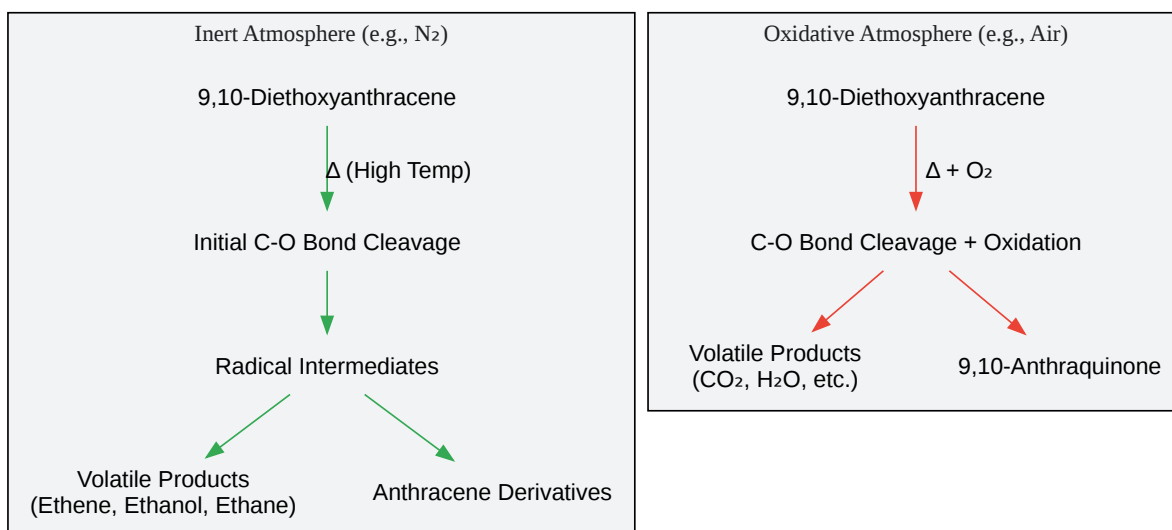 Inert Atmosphere (e.g., N₂)
9,10-Diethoxyanthracene
Δ (High Temp)
Initial C-O Bond Cleavage
Radical Intermediates
Volatile Products
(Ethene, Ethanol, Ethane)
Anthracene Derivatives
Oxidative Atmosphere (e.g., Air)
9,10-Diethoxyanthracene
Δ + O₂
C-O Bond Cleavage + Oxidation
Volatile Products
(CO₂, H₂O, etc.)
9,10-Anthraquinone